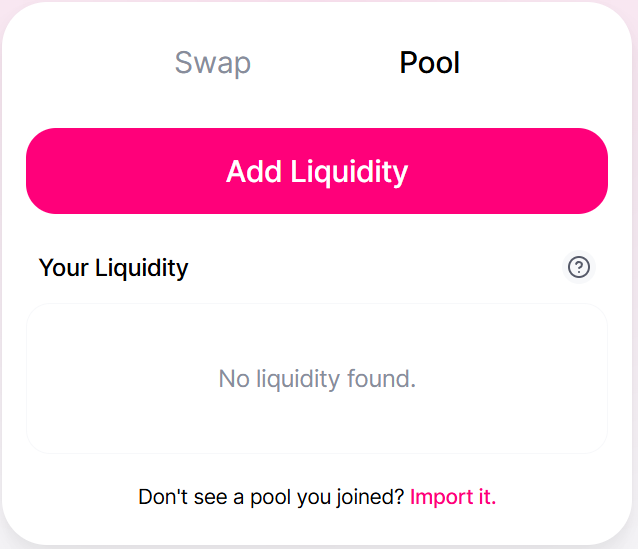 Swap Pool
Add Liquidity
Your Liquidity
No liquidity found.
Don't see a pool you joined? Import it.